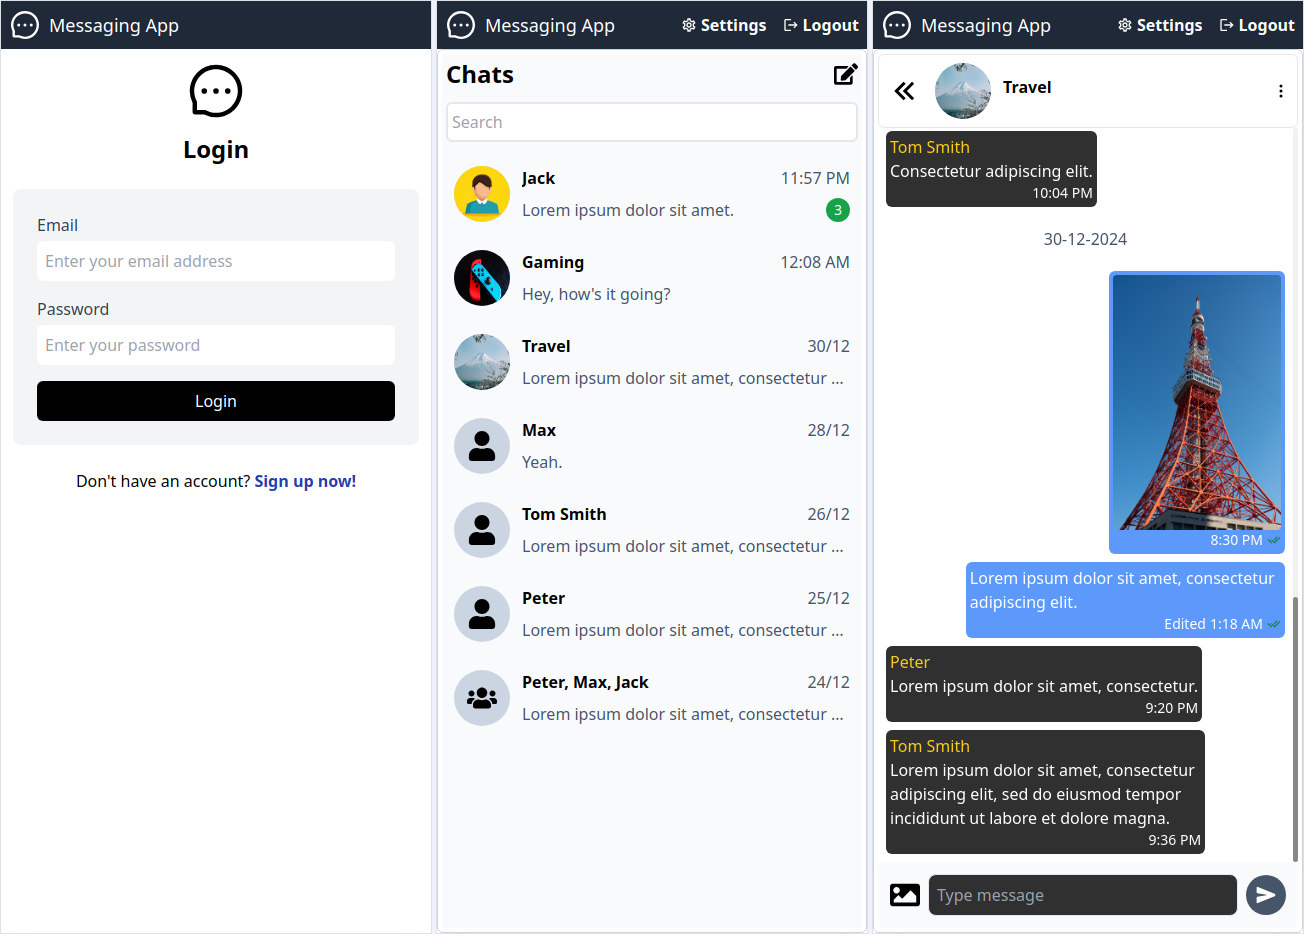 Messaging App
Login
Email
Enter your email address
Password
Enter your password
Login
Don't have an account? Sign up now!
Messaging App Settings Logout
Chats
Search
Jack 11:57 PM
Lorem ipsum dolor sit amet. 3
Gaming 12:08 AM
Hey, how's it going?
Travel 30/12
Lorem ipsum dolor sit amet, consectetur ...
Max 28/12
Yeah.
Tom Smith 26/12
Lorem ipsum dolor sit amet, consectetur ...
Peter 25/12
Lorem ipsum dolor sit amet, consectetur ...
Peter, Max, Jack 24/12
Lorem ipsum dolor sit amet, consectetur ...
Messaging App Settings Logout
Travel
Tom Smith
Consectetur adipiscing elit.
10:04 PM
30-12-2024
8:30 PM
Lorem ipsum dolor sit amet, consectetur
adipiscing elit.
Edited 1:18 AM
Peter
Lorem ipsum dolor sit amet, consectetur.
9:20 PM
Tom Smith
Lorem ipsum dolor sit amet, consectetur
adipiscing elit, sed do eiusmod tempor
incididunt ut labore et dolore magna.
9:36 PM
Type message